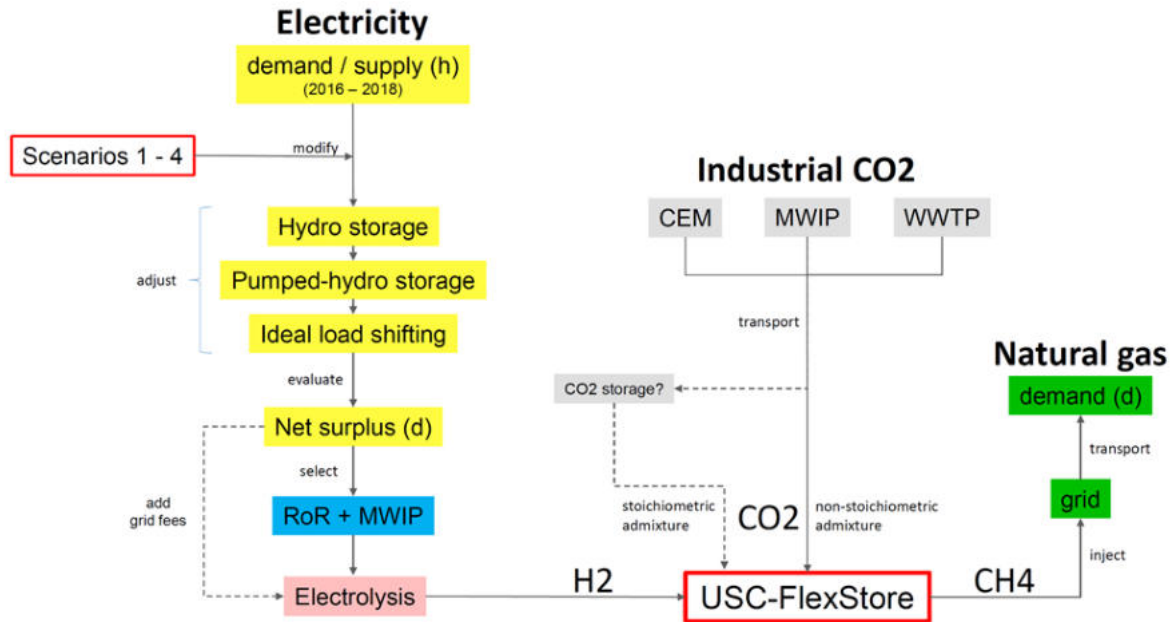 Electricity
demand / supply (h)
(2016 – 2018)
modify
Scenarios 1 - 4
Industrial CO2
CEM
MWIP
WWTP
Hydro storage
adjust
Pumped-hydro storage
Ideal load shifting
transport
Natural gas
evaluate
CO2 storage?
demand (d)
Net surplus (d)
transport
select
add
grid fees
RoR + MWIP
stoichiometric
admixture
CO2
non-stoichiometric
admixture
grid
inject
Electrolysis
H2
USC-FlexStore
CH4